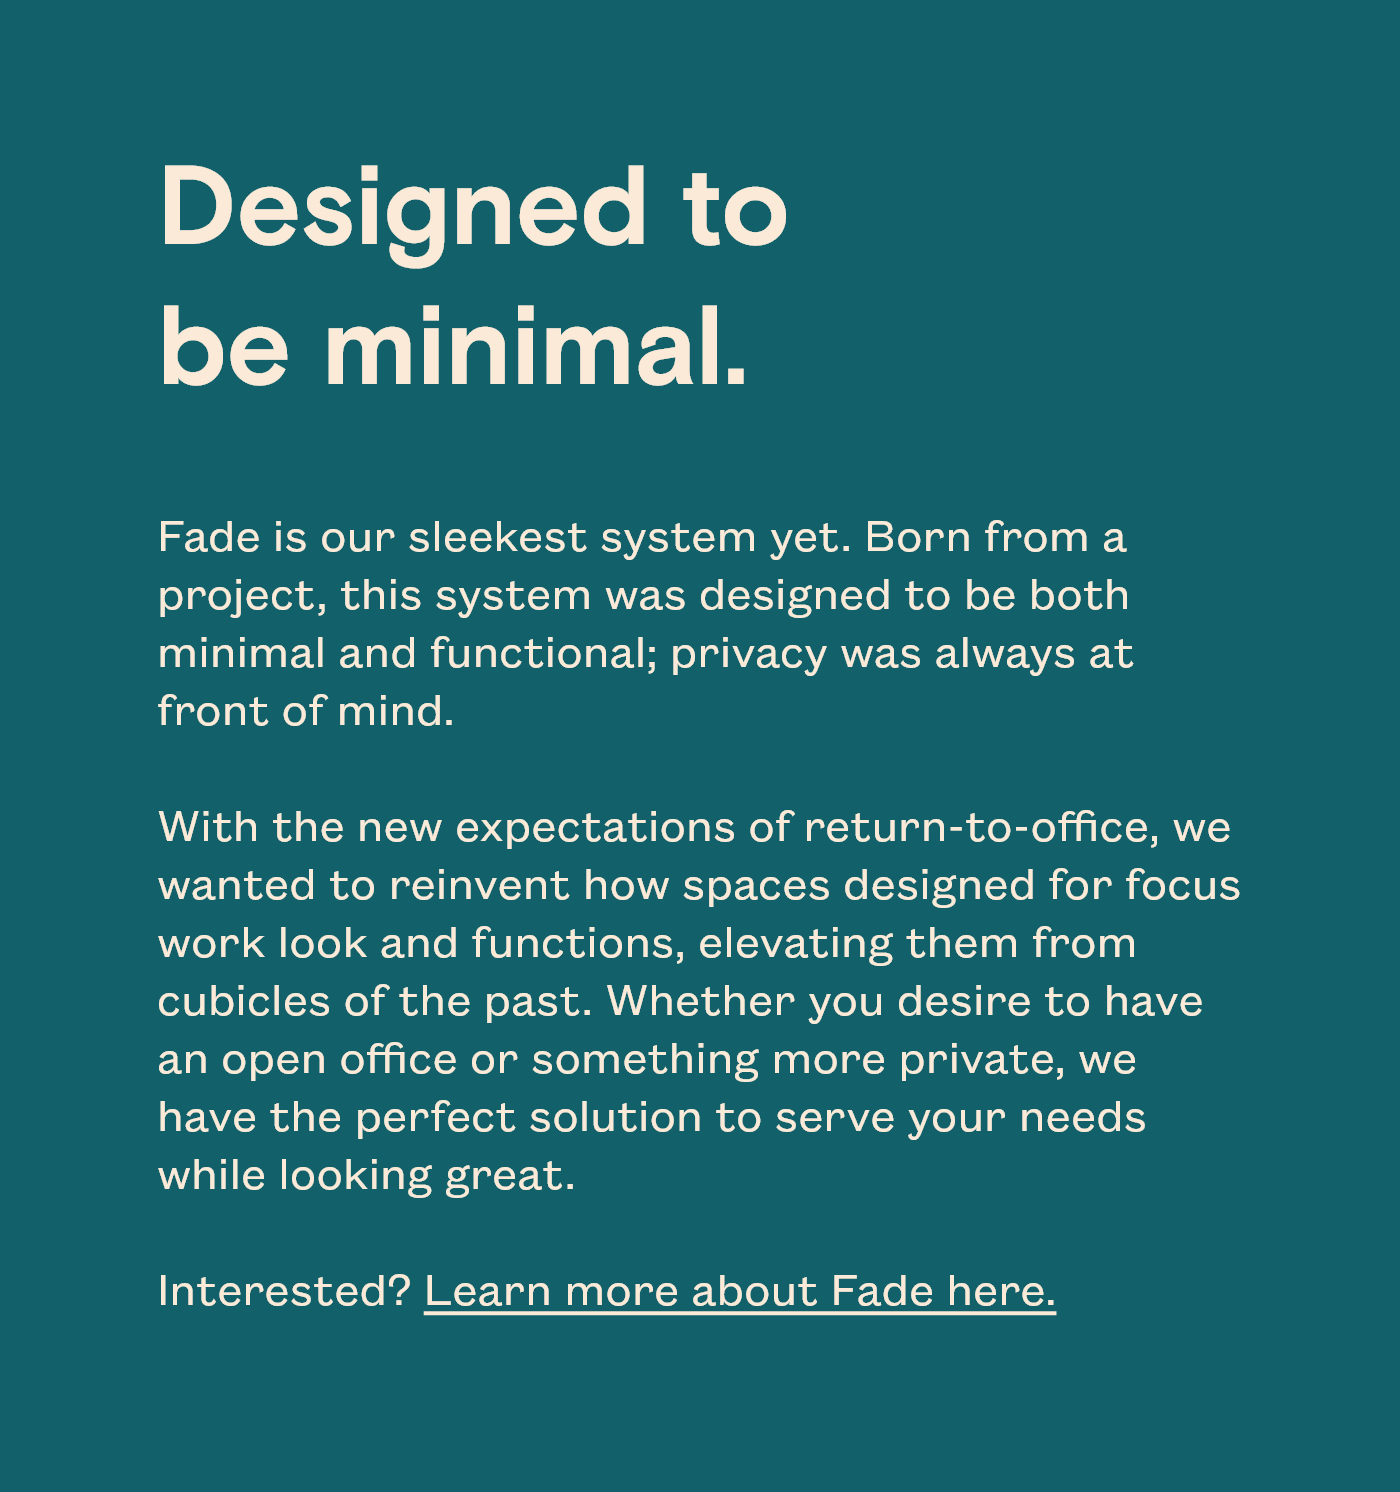 Designed to
be minimal.
Fade is our sleekest system yet. Born from a
project, this system was designed to be both
minimal and functional; privacy was always at
front of mind.
With the new expectations of return-to-office, we
wanted to reinvent how spaces designed for focus
work look and functions, elevating them from
cubicles of the past. Whether you desire to have
an open office or something more private, we
have the perfect solution to serve your needs
while looking great.
Interested? Learn more about Fade here.